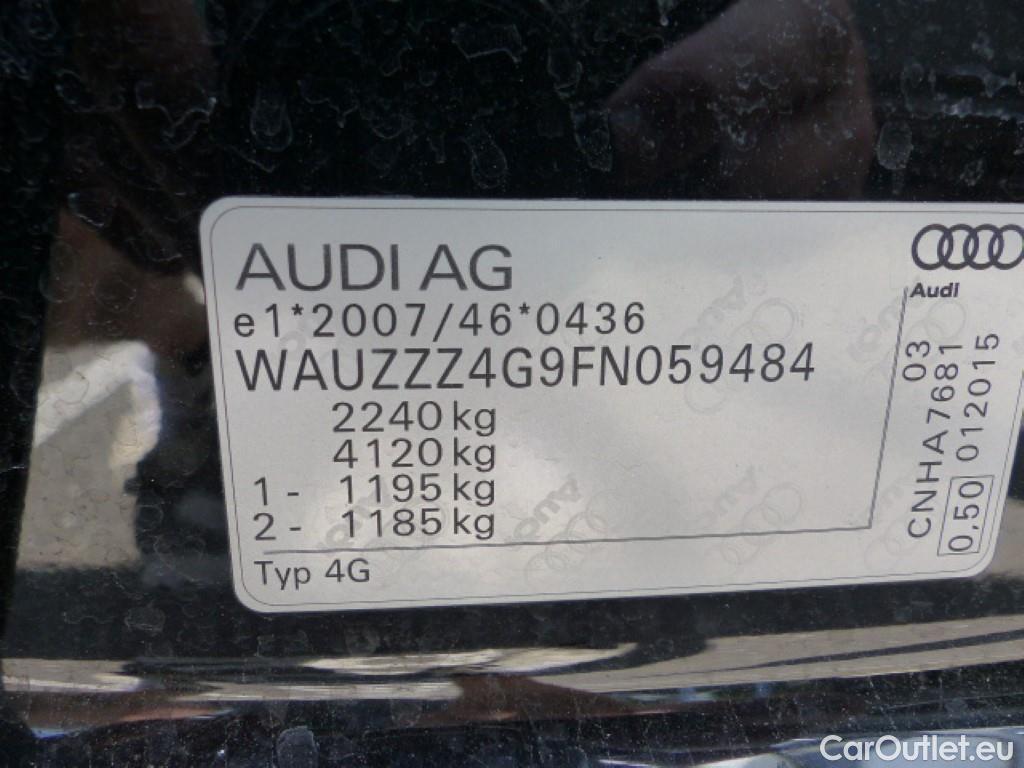 AUDI AG
e1*2007/46*0436
WAUZZZ4G9FN059484
2240 kg
4120 kg
1 - 1195 kg
2 - 1185 kg
Typ 4G
Audi
03
CNHA7681
0,50 012015
CarOutlet.eu